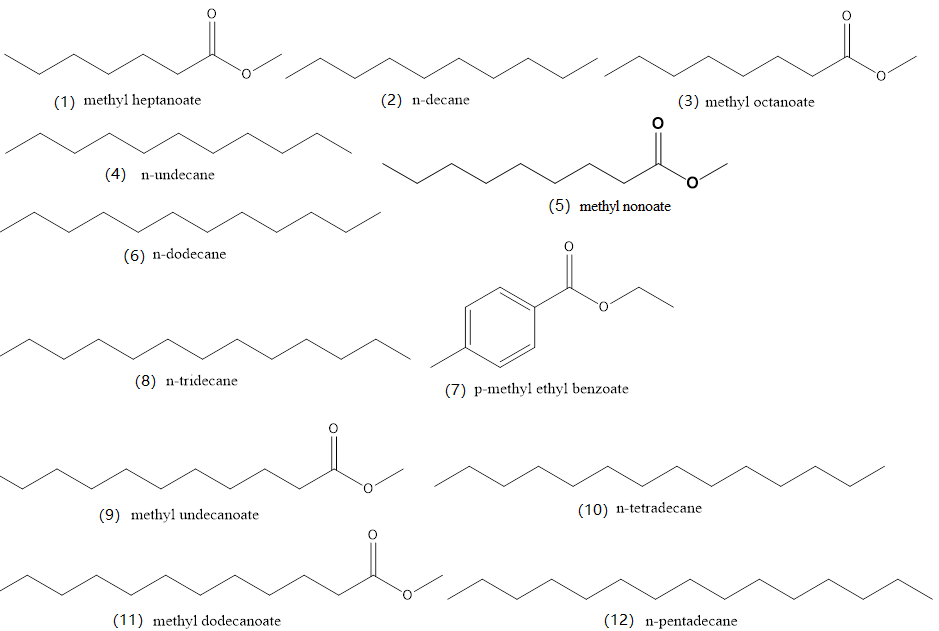 O
O
(1) methyl heptanoate
(2) n-decane
O
O
(3) methyl octanoate
(4) n-undecane
O
O
(5) methyl nonoate
(6) n-dodecane
O
O
(7) p-methyl ethyl benzoate
(8) n-tridecane
O
O
(9) methyl undecanoate
(10) n-tetradecane
O
O
(11) methyl dodecanoate
(12) n-pentadecane